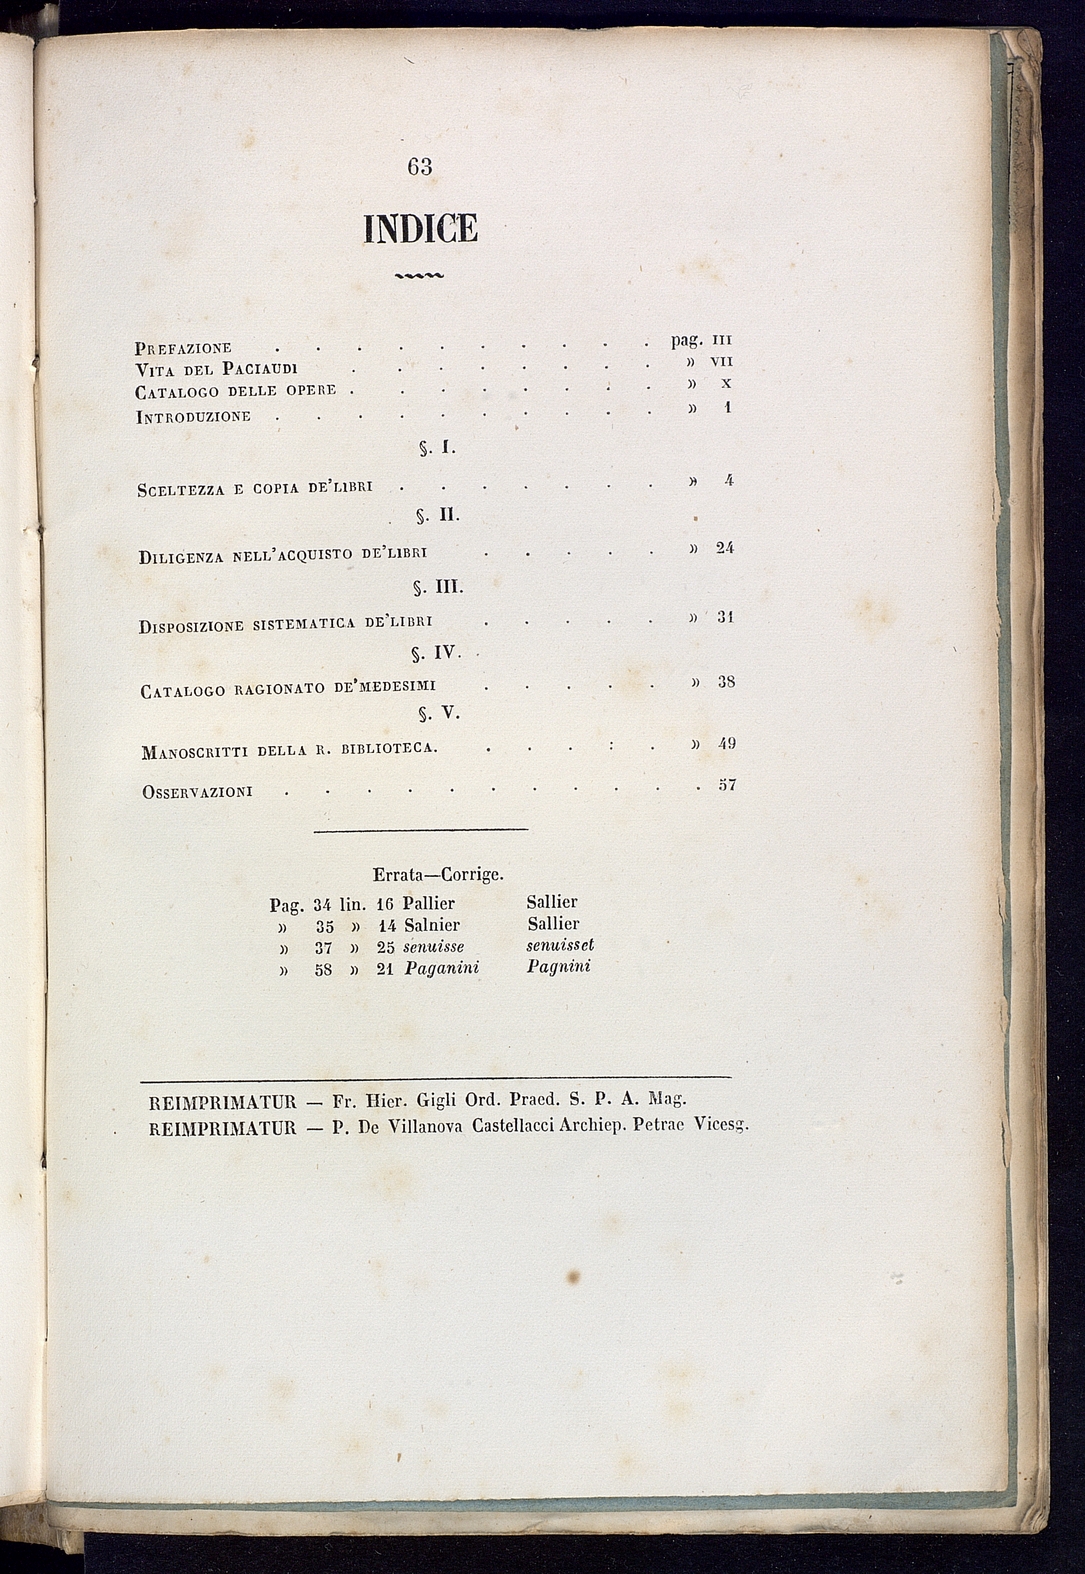 63
INDICE
PREFAZIONE . . . . . . . . . . pag. III
VITA DEL PACIAUDI . . . . . . . . » VII
CATALOGO DELLE OPERE . . . . . . . . » X
INTRODUZIONE . . . . . . . . . . » 1
§. I.
SCELTEZZA E COPIA DE'LIBRI . . . . . . . » 4
§. II.
DILIGENZA NELL'ACQUISTO DE'LIBRI . . . . . » 24
§. III.
DISPOSIZIONE SISTEMATICA DE'LIBRI . . . . . » 31
§. IV.
CATALOGO RAGIONATO DE'MEDESIMI . . . . . » 38
§. V.
MANOSCRITTI DELLA R. BIBLIOTECA. . . . : . » 49
OSSERVAZIONI . . . . . . . . . . . 57
Errata—Corrige.
Pag. 34 lin. 16 Pallier Sallier
» 35 » 14 Salnier Sallier
» 37 » 25 senuisse senuisset
» 58 » 21 Paganini Pagnini
REIMPRIMATUR — Fr. Hier. Gigli Ord. Praed. S. P. A. Mag.
REIMPRIMATUR — P. De Villanova Castellacci Archiep. Petrae Vicesg.